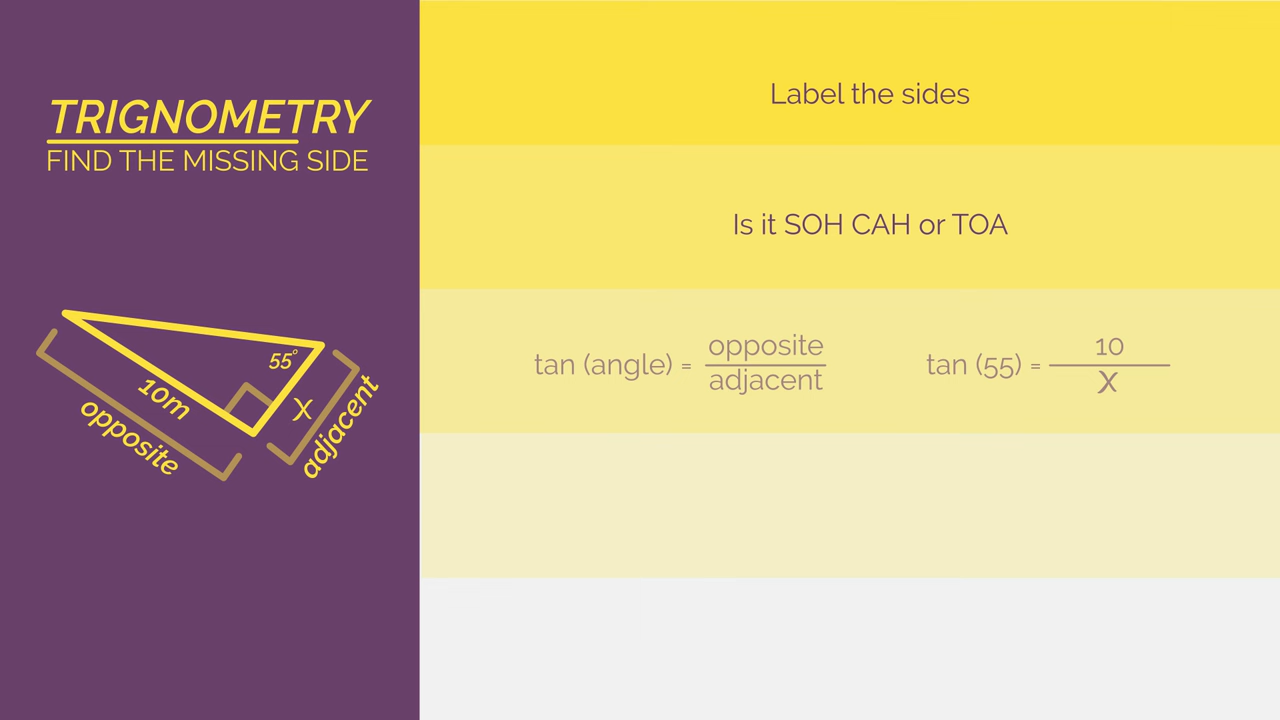 TRIGNOMETRY
FIND THE MISSING SIDE
55°
10m
X
opposite
adjacent
Label the sides
Is it SOH CAH or TOA
tan (angle) = opposite / adjacent
tan (55) = 10 / X